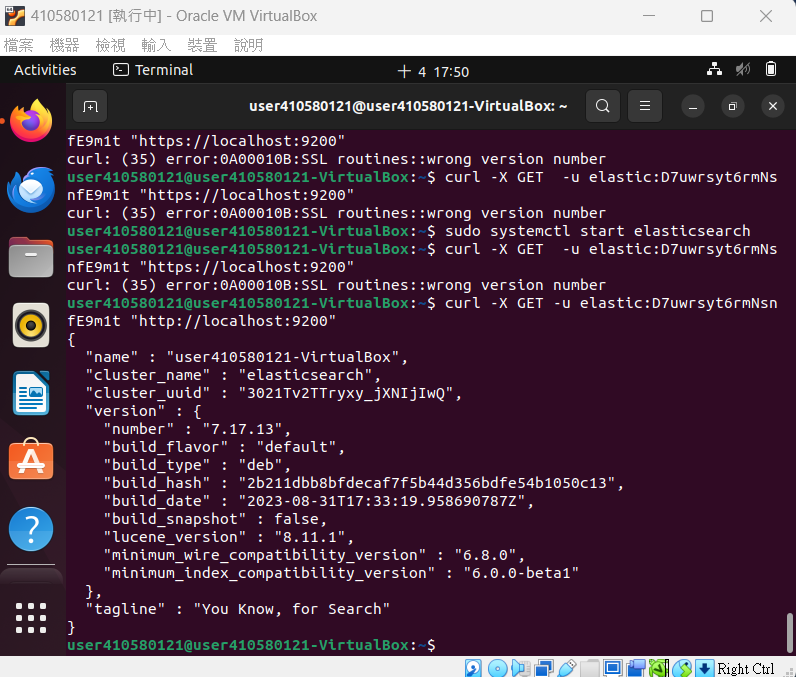 410580121 [執行中] - Oracle VM VirtualBox
檔案 機器 檢視 輸入 裝置 說明
Activities Terminal 十 4 17:50
user410580121@user410580121-VirtualBox: ~
fE9m1t "https://localhost:9200"
curl: (35) error:0A00010B:SSL routines::wrong version number
user410580121@user410580121-VirtualBox:~$ curl -X GET  -u elastic:D7uwrsyt6rmNs
nfE9m1t "https://localhost:9200"
curl: (35) error:0A00010B:SSL routines::wrong version number
user410580121@user410580121-VirtualBox:~$ sudo systemctl start elasticsearch
user410580121@user410580121-VirtualBox:~$ curl -X GET  -u elastic:D7uwrsyt6rmNs
nfE9m1t "https://localhost:9200"
curl: (35) error:0A00010B:SSL routines::wrong version number
user410580121@user410580121-VirtualBox:~$ curl -X GET -u elastic:D7uwrsyt6rmNsn
fE9m1t "http://localhost:9200"
{
  "name" : "user410580121-VirtualBox",
  "cluster_name" : "elasticsearch",
  "cluster_uuid" : "3021Tv2TTryxy_jXNIjIwQ",
  "version" : {
    "number" : "7.17.13",
    "build_flavor" : "default",
    "build_type" : "deb",
    "build_hash" : "2b211dbb8bfdecaf7f5b44d356bdfe54b1050c13",
    "build_date" : "2023-08-31T17:33:19.958690787Z",
    "build_snapshot" : false,
    "lucene_version" : "8.11.1",
    "minimum_wire_compatibility_version" : "6.8.0",
    "minimum_index_compatibility_version" : "6.0.0-beta1"
  },
  "tagline" : "You Know, for Search"
}
user410580121@user410580121-VirtualBox:~$
Right Ctrl